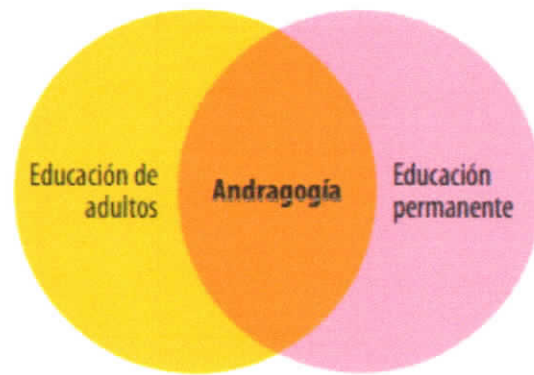 Educación de
adultos
Andragogía
Educación
permanente